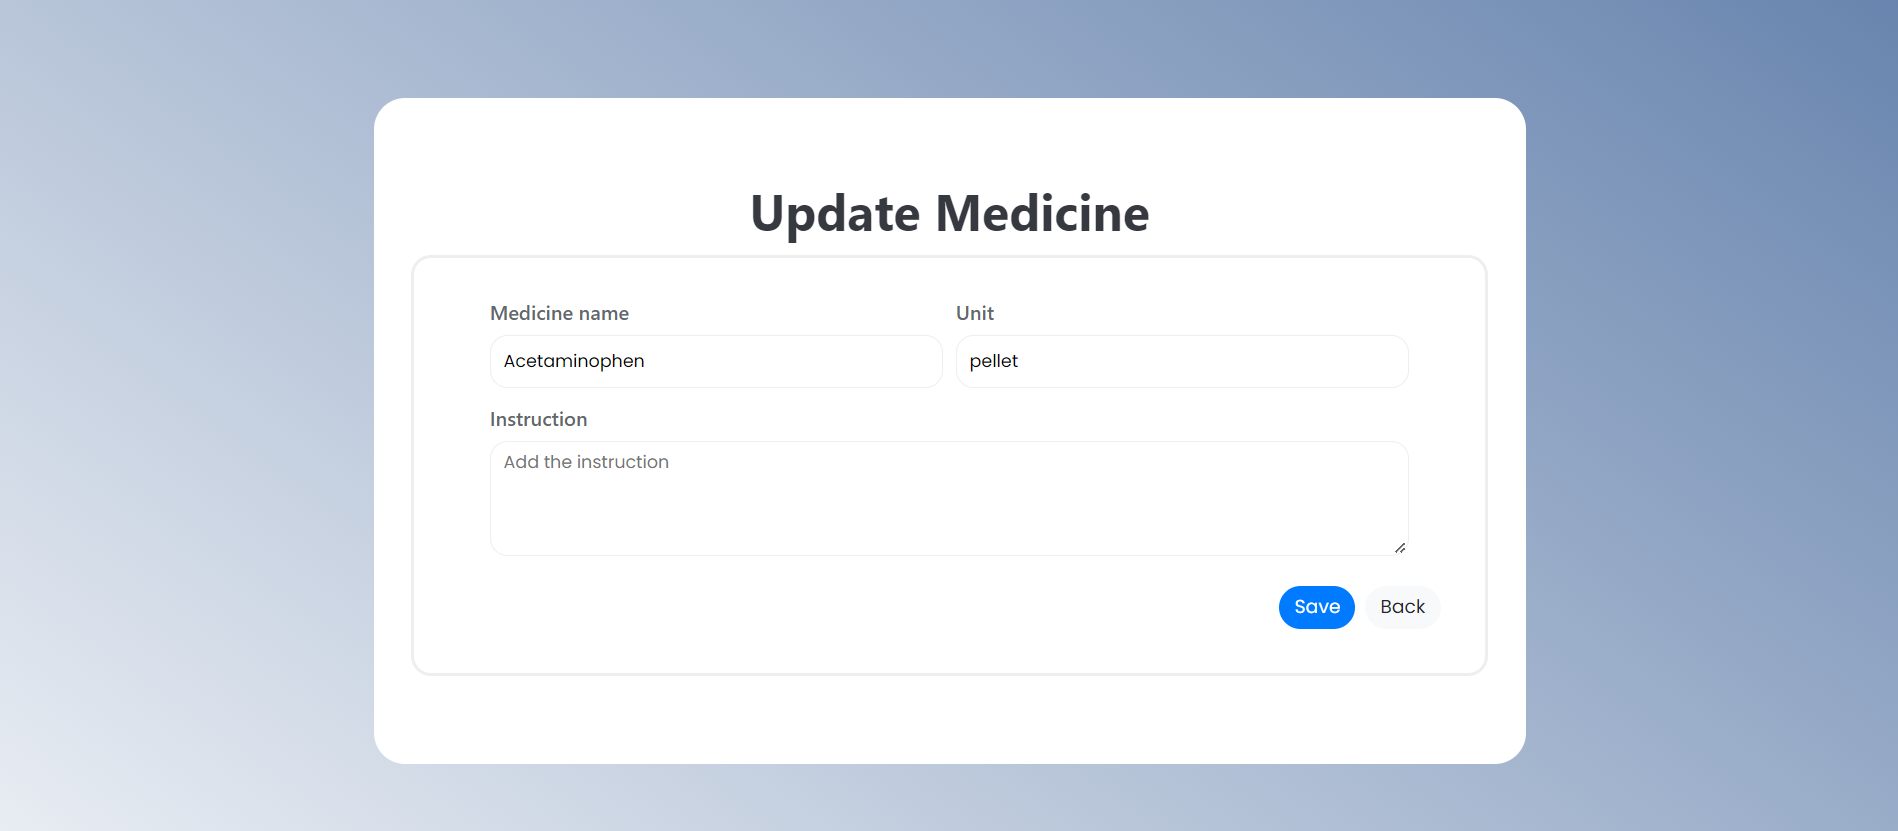 Update Medicine
Medicine name
Unit
Acetaminophen
pellet
Instruction
Add the instruction
Save
Back